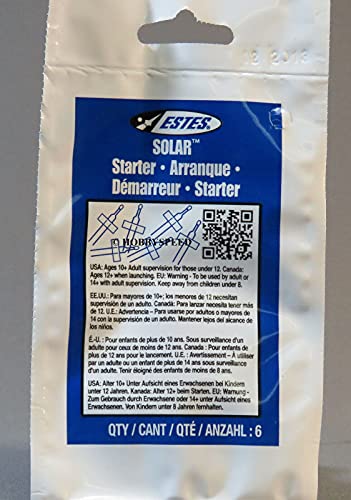 12 2013
ESTES
SOLAR™
Starter • Arranque •
Démarreur • Starter
© HOBBYSPEED
USA: Ages 10+ Adult supervision for those under 12. Canada:
Ages 12+ when launching. EU: Warning - To be used by adult or
14+ with adult supervision. Keep away from children under 8.
EE.UU.: Para mayores de 10+; los menores de 12 necesitan
supervisión de un adulto. Canada: Para lanzar necesita tener más
de 12. U.E.: Advertencia – Para usarse por adultos o mayores de
14 con la supervisión de un adulto. Mantener lejos del alcance de
los niños.
E.-U. : Pour enfants de plus de 10 ans. Sous surveillance d'un
adulte pour ceux de moins de 12 ans. Canada : Pour enfants de
plus de 12 ans pour le lancement. U.E. : Avertissement – À utiliser
par un adulte ou un enfant de plus de 14 ans sous surveillance
d'un adulte. Tenir éloigné des enfants de moins de 8 ans.
USA: Alter 10+ Unter Aufsicht eines Erwachsenen bei Kindern
unter 12 Jahren, Kanada: Alter 12+ beim Starten. EU: Warnung -
Zum Gebrauch durch Erwachsene oder 14+ unter Aufsicht eines
Erwachsenen. Von Kindern unter 8 Jahren fernhalten.
QTY / CANT / QTÉ / ANZAHL : 6